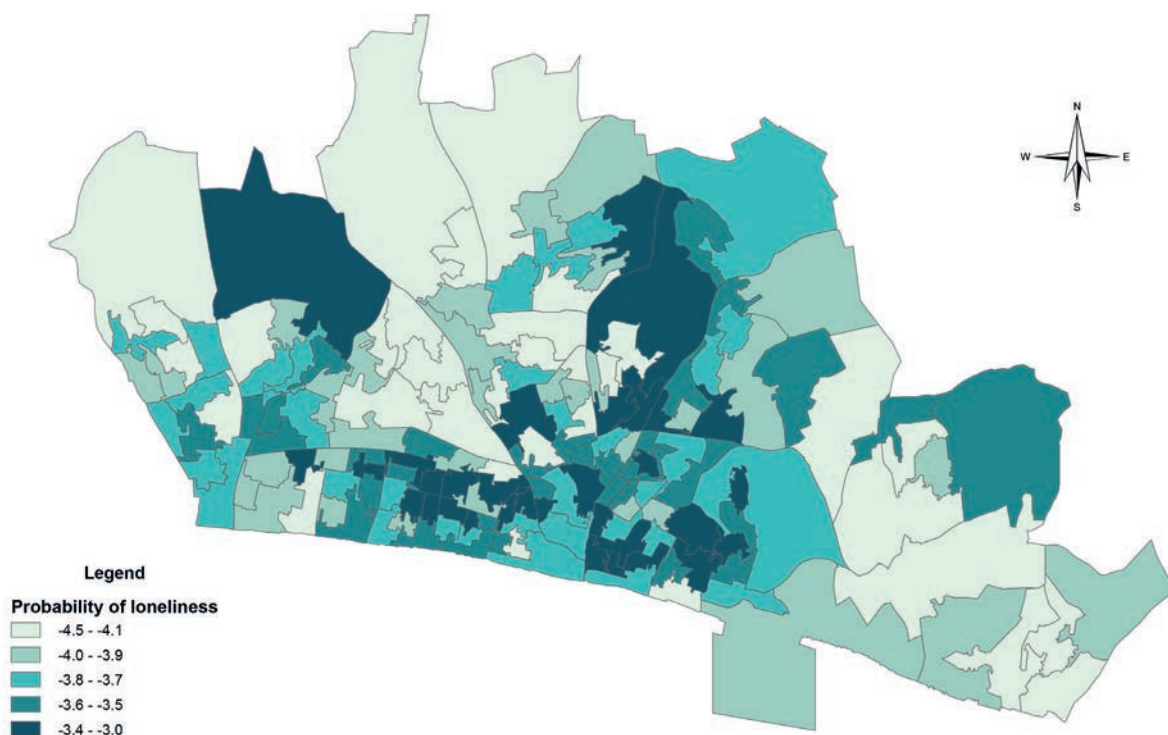 N
W E
S
Legend
Probability of loneliness
-4.5 - -4.1
-4.0 - -3.9
-3.8 - -3.7
-3.6 - -3.5
-3.4 - -3.0